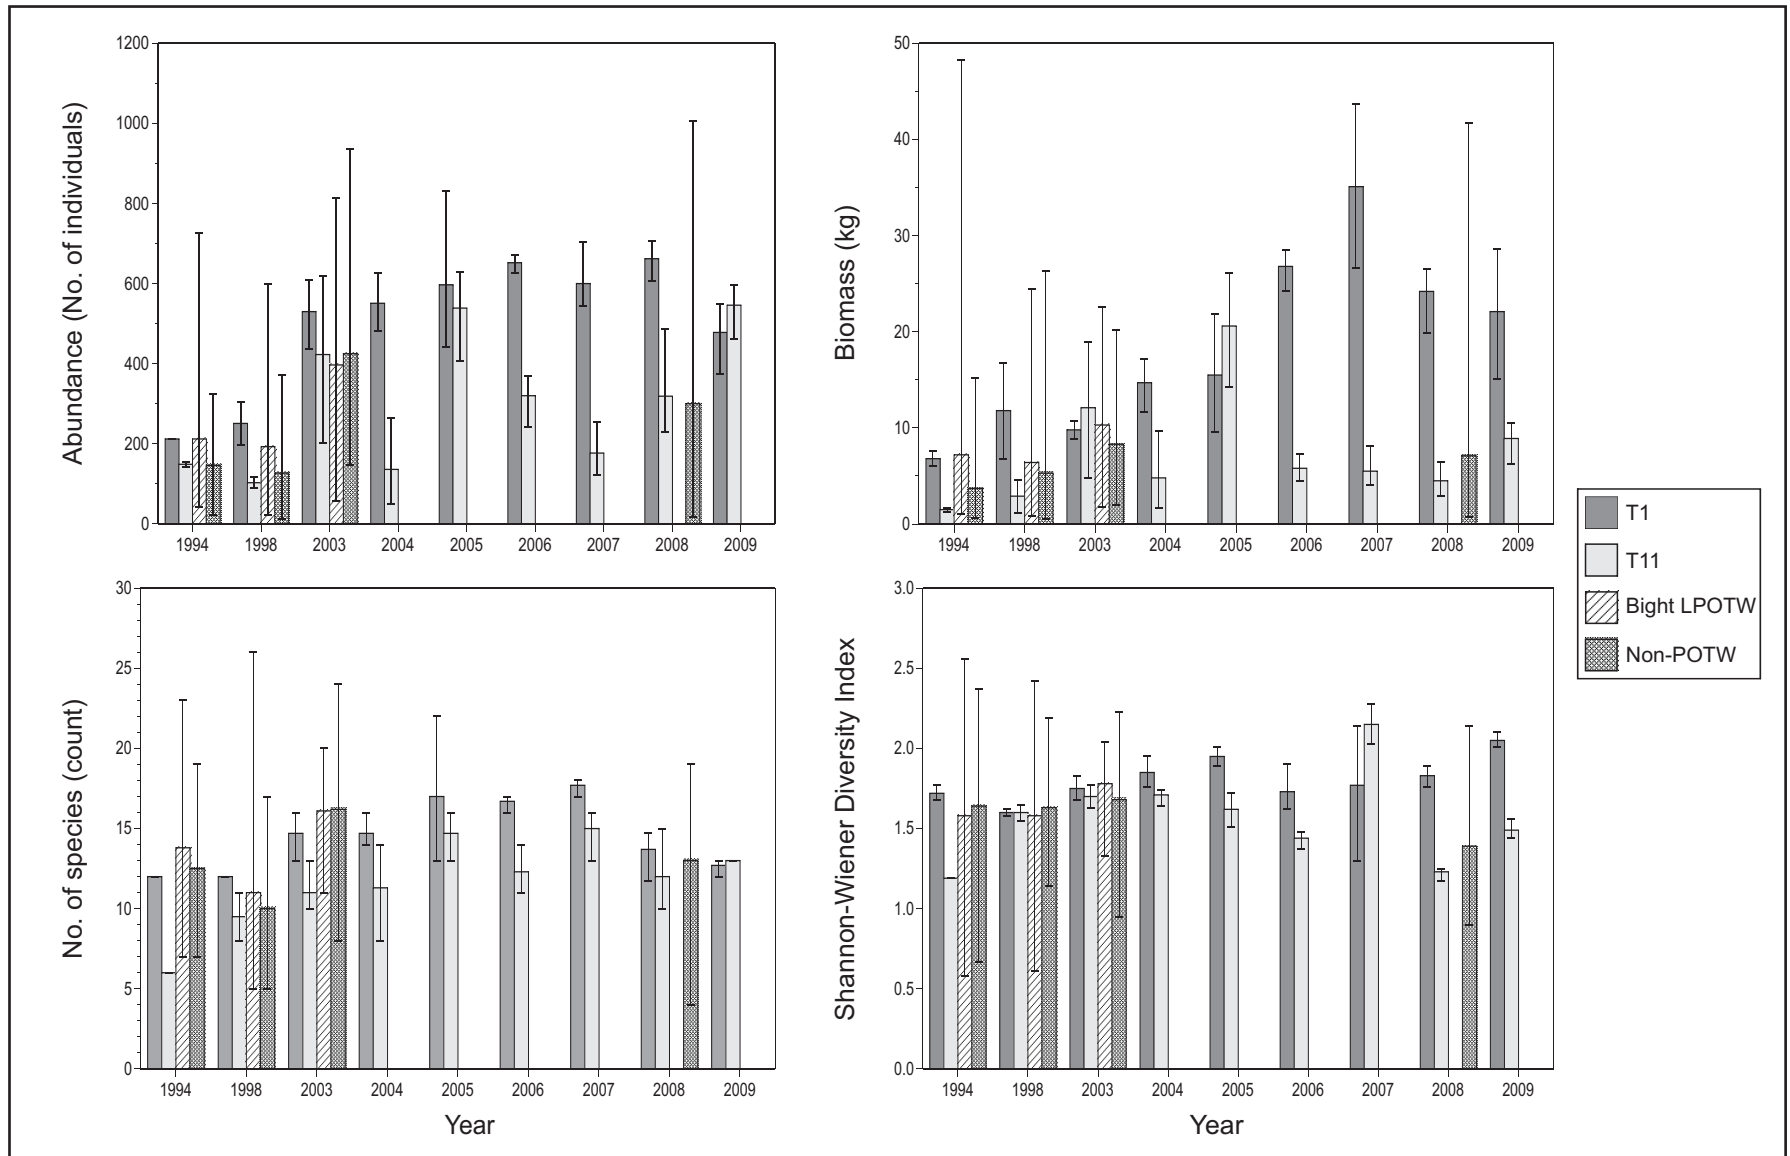 Abundance (No. of individuals)
1200
1000
800
600
400
200
0
1994 1998 2003 2004 2005 2006 2007 2008 2009
Biomass (kg)
50
40
30
20
10
0
1994 1998 2003 2004 2005 2006 2007 2008 2009
T1
T11
Bight LPOTW
Non-POTW
No. of species (count)
30
25
20
15
10
5
0
1994 1998 2003 2004 2005 2006 2007 2008 2009
Year
Shannon-Wiener Diversity Index
3.0
2.5
2.0
1.5
1.0
0.5
0.0
1994 1998 2003 2004 2005 2006 2007 2008 2009
Year